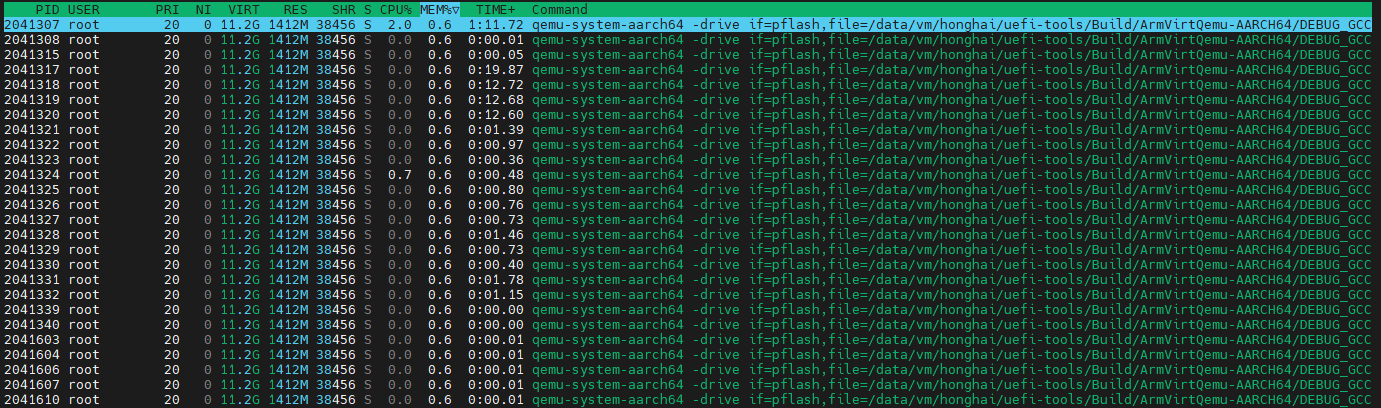 PID USER PRI NI VIRT RES SHR S CPU% MEM%▽ TIME+ Command
2041307 root 20 0 11.2G 1412M 38456 S 2.0 0.6 1:11.72 qemu-system-aarch64 -drive if=pflash,file=/data/vm/honghai/uefi-tools/Build/ArmVirtQemu-AARCH64/DEBUG_GCC
2041308 root 20 0 11.2G 1412M 38456 S 0.0 0.6 0:00.01 qemu-system-aarch64 -drive if=pflash,file=/data/vm/honghai/uefi-tools/Build/ArmVirtQemu-AARCH64/DEBUG_GCC
2041315 root 20 0 11.2G 1412M 38456 S 0.0 0.6 0:00.05 qemu-system-aarch64 -drive if=pflash,file=/data/vm/honghai/uefi-tools/Build/ArmVirtQemu-AARCH64/DEBUG_GCC
2041317 root 20 0 11.2G 1412M 38456 S 0.0 0.6 0:19.87 qemu-system-aarch64 -drive if=pflash,file=/data/vm/honghai/uefi-tools/Build/ArmVirtQemu-AARCH64/DEBUG_GCC
2041318 root 20 0 11.2G 1412M 38456 S 0.0 0.6 0:12.72 qemu-system-aarch64 -drive if=pflash,file=/data/vm/honghai/uefi-tools/Build/ArmVirtQemu-AARCH64/DEBUG_GCC
2041319 root 20 0 11.2G 1412M 38456 S 0.0 0.6 0:12.68 qemu-system-aarch64 -drive if=pflash,file=/data/vm/honghai/uefi-tools/Build/ArmVirtQemu-AARCH64/DEBUG_GCC
2041320 root 20 0 11.2G 1412M 38456 S 0.0 0.6 0:12.60 qemu-system-aarch64 -drive if=pflash,file=/data/vm/honghai/uefi-tools/Build/ArmVirtQemu-AARCH64/DEBUG_GCC
2041321 root 20 0 11.2G 1412M 38456 S 0.0 0.6 0:01.39 qemu-system-aarch64 -drive if=pflash,file=/data/vm/honghai/uefi-tools/Build/ArmVirtQemu-AARCH64/DEBUG_GCC
2041322 root 20 0 11.2G 1412M 38456 S 0.0 0.6 0:00.97 qemu-system-aarch64 -drive if=pflash,file=/data/vm/honghai/uefi-tools/Build/ArmVirtQemu-AARCH64/DEBUG_GCC
2041323 root 20 0 11.2G 1412M 38456 S 0.0 0.6 0:00.36 qemu-system-aarch64 -drive if=pflash,file=/data/vm/honghai/uefi-tools/Build/ArmVirtQemu-AARCH64/DEBUG_GCC
2041324 root 20 0 11.2G 1412M 38456 S 0.7 0.6 0:00.48 qemu-system-aarch64 -drive if=pflash,file=/data/vm/honghai/uefi-tools/Build/ArmVirtQemu-AARCH64/DEBUG_GCC
2041325 root 20 0 11.2G 1412M 38456 S 0.0 0.6 0:00.80 qemu-system-aarch64 -drive if=pflash,file=/data/vm/honghai/uefi-tools/Build/ArmVirtQemu-AARCH64/DEBUG_GCC
2041326 root 20 0 11.2G 1412M 38456 S 0.0 0.6 0:00.76 qemu-system-aarch64 -drive if=pflash,file=/data/vm/honghai/uefi-tools/Build/ArmVirtQemu-AARCH64/DEBUG_GCC
2041327 root 20 0 11.2G 1412M 38456 S 0.0 0.6 0:00.73 qemu-system-aarch64 -drive if=pflash,file=/data/vm/honghai/uefi-tools/Build/ArmVirtQemu-AARCH64/DEBUG_GCC
2041328 root 20 0 11.2G 1412M 38456 S 0.0 0.6 0:01.46 qemu-system-aarch64 -drive if=pflash,file=/data/vm/honghai/uefi-tools/Build/ArmVirtQemu-AARCH64/DEBUG_GCC
2041329 root 20 0 11.2G 1412M 38456 S 0.0 0.6 0:00.73 qemu-system-aarch64 -drive if=pflash,file=/data/vm/honghai/uefi-tools/Build/ArmVirtQemu-AARCH64/DEBUG_GCC
2041330 root 20 0 11.2G 1412M 38456 S 0.0 0.6 0:00.40 qemu-system-aarch64 -drive if=pflash,file=/data/vm/honghai/uefi-tools/Build/ArmVirtQemu-AARCH64/DEBUG_GCC
2041331 root 20 0 11.2G 1412M 38456 S 0.0 0.6 0:01.78 qemu-system-aarch64 -drive if=pflash,file=/data/vm/honghai/uefi-tools/Build/ArmVirtQemu-AARCH64/DEBUG_GCC
2041332 root 20 0 11.2G 1412M 38456 S 0.0 0.6 0:01.15 qemu-system-aarch64 -drive if=pflash,file=/data/vm/honghai/uefi-tools/Build/ArmVirtQemu-AARCH64/DEBUG_GCC
2041339 root 20 0 11.2G 1412M 38456 S 0.0 0.6 0:00.00 qemu-system-aarch64 -drive if=pflash,file=/data/vm/honghai/uefi-tools/Build/ArmVirtQemu-AARCH64/DEBUG_GCC
2041340 root 20 0 11.2G 1412M 38456 S 0.0 0.6 0:00.00 qemu-system-aarch64 -drive if=pflash,file=/data/vm/honghai/uefi-tools/Build/ArmVirtQemu-AARCH64/DEBUG_GCC
2041603 root 20 0 11.2G 1412M 38456 S 0.0 0.6 0:00.01 qemu-system-aarch64 -drive if=pflash,file=/data/vm/honghai/uefi-tools/Build/ArmVirtQemu-AARCH64/DEBUG_GCC
2041604 root 20 0 11.2G 1412M 38456 S 0.0 0.6 0:00.01 qemu-system-aarch64 -drive if=pflash,file=/data/vm/honghai/uefi-tools/Build/ArmVirtQemu-AARCH64/DEBUG_GCC
2041606 root 20 0 11.2G 1412M 38456 S 0.0 0.6 0:00.01 qemu-system-aarch64 -drive if=pflash,file=/data/vm/honghai/uefi-tools/Build/ArmVirtQemu-AARCH64/DEBUG_GCC
2041607 root 20 0 11.2G 1412M 38456 S 0.0 0.6 0:00.01 qemu-system-aarch64 -drive if=pflash,file=/data/vm/honghai/uefi-tools/Build/ArmVirtQemu-AARCH64/DEBUG_GCC
2041610 root 20 0 11.2G 1412M 38456 S 0.0 0.6 0:00.01 qemu-system-aarch64 -drive if=pflash,file=/data/vm/honghai/uefi-tools/Build/ArmVirtQemu-AARCH64/DEBUG_GCC